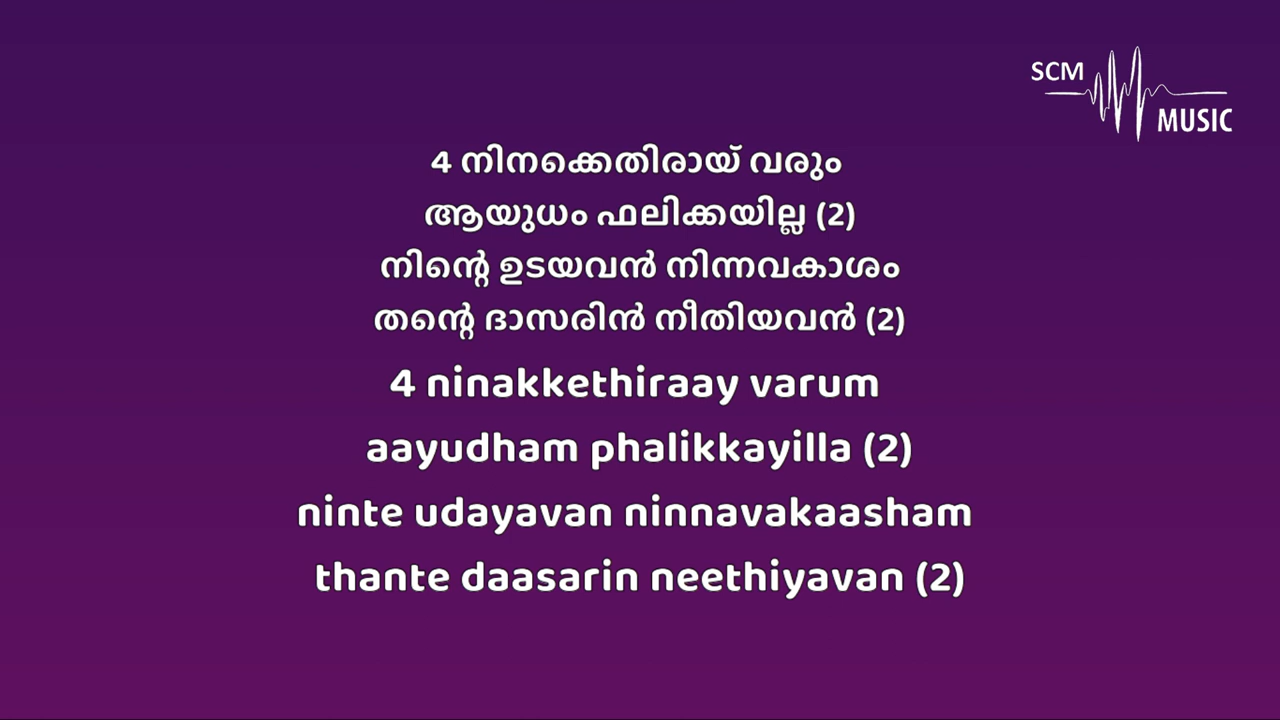 SCM
MUSIC
4 നിനക്കെതിരായ് വരും
ആയുധം ഫലിക്കയില്ല (2)
നിന്റെ ഉടയവൻ നിന്നവകാശം
തന്റെ ദാസരിൻ നീതിയവൻ (2)
4 ninakkethiraay varum
aayudham phalikkayilla (2)
ninte udayavan ninnavakaasham
thante daasarin neethiyavan (2)